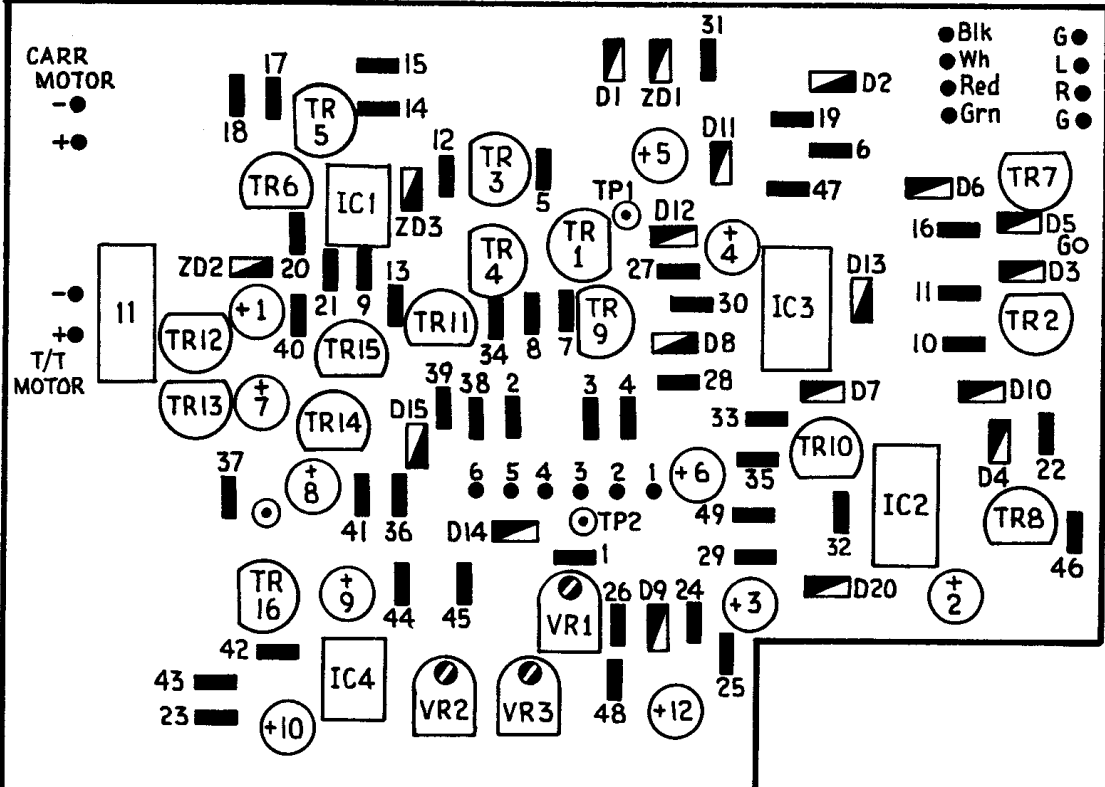 31
Blk
G
Wh
L
Red
R
Grn
G
CARR
MOTOR
-
+
17
15
14
18
TR
5
D1
ZD1
D2
19
6
47
D11
+5
12
TR
3
5
TP1
D12
+
4
TR6
IC1
ZD3
D6
TR7
D5
16
GO
D3
11
TR2
10
20
ZD2
21
9
13
TR
4
TR
1
27
30
IC3
D13
-
+
T/T
MOTOR
11
+1
40
TR12
TR15
TR11
34
8
7
TR
9
D8
28
TR13
+
7
TR14
D15
39
38
2
3
4
33
D7
D10
TR10
35
D4
22
37
+
8
41
36
6
5
4
3
2
1
+6
49
32
IC2
TR8
46
D14
TP2
1
29
D20
+
2
TR
16
+
9
44
45
VR1
26
D9
24
+3
25
42
43
23
IC4
+10
VR2
VR3
48
+12